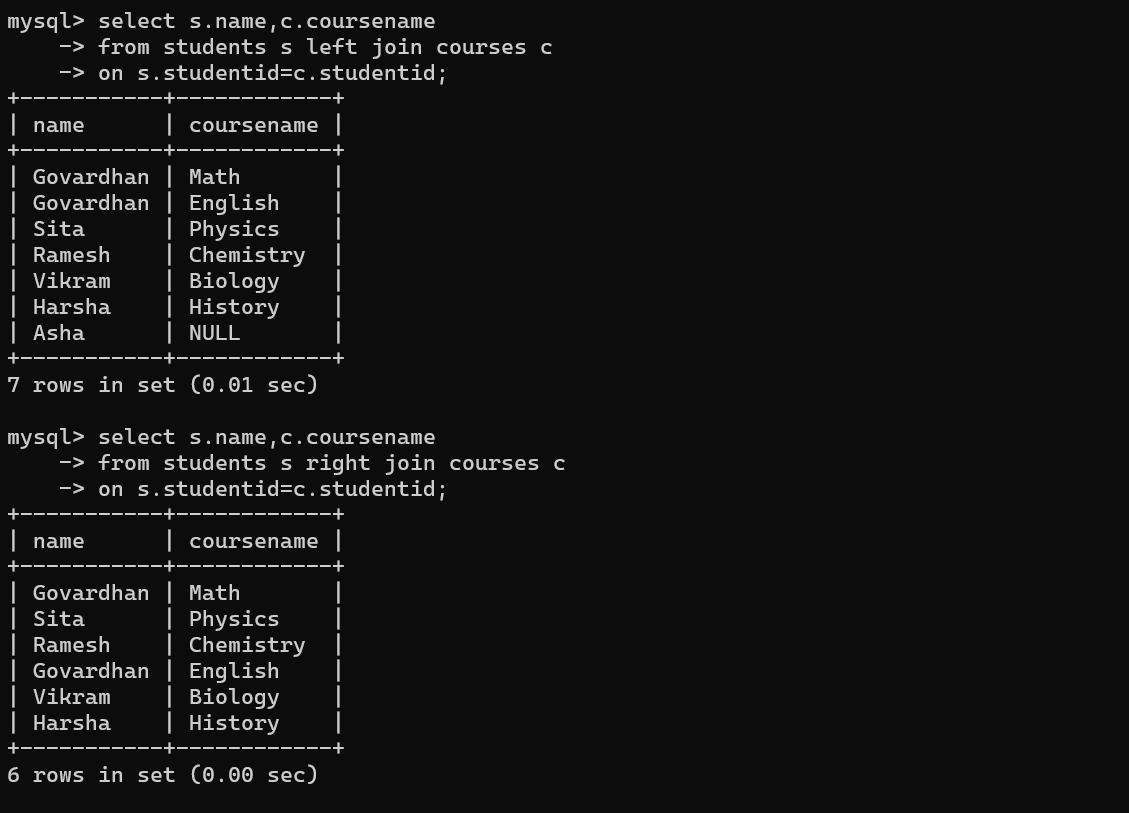 mysql> select s.name,c.coursename
    -> from students s left join courses c
    -> on s.studentid=c.studentid;
+-----------+------------+
| name      | coursename |
+-----------+------------+
| Govardhan | Math       |
| Govardhan | English    |
| Sita      | Physics    |
| Ramesh    | Chemistry  |
| Vikram    | Biology    |
| Harsha    | History    |
| Asha      | NULL       |
+-----------+------------+
7 rows in set (0.01 sec)

mysql> select s.name,c.coursename
    -> from students s right join courses c
    -> on s.studentid=c.studentid;
+-----------+------------+
| name      | coursename |
+-----------+------------+
| Govardhan | Math       |
| Sita      | Physics    |
| Ramesh    | Chemistry  |
| Govardhan | English    |
| Vikram    | Biology    |
| Harsha    | History    |
+-----------+------------+
6 rows in set (0.00 sec)